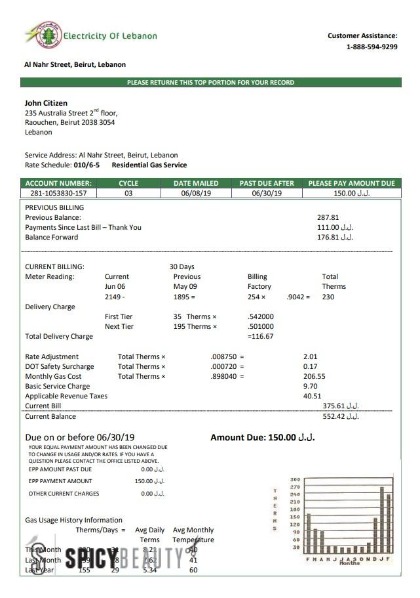 Electricity Of Lebanon
Customer Assistance:
1-888-594-9299
Al Nahr Street, Beirut, Lebanon
PLEASE RETURNE THIS TOP PORTION FOR YOUR RECORD
John Citizen
235 Australia Street 2nd floor,
Raouchen, Beirut 2038 3054
Lebanon
Service Address: Al Nahr Street, Beirut, Lebanon
Rate Schedule: 010/6-5 Residential Gas Service
ACCOUNT NUMBER: CYCLE DATE MAILED PAST DUE AFTER PLEASE PAY AMOUNT DUE
281-1053830-157 03 06/08/19 06/30/19 150.00 ل.ل.
PREVIOUS BILLING
Previous Balance: 287.81
Payments Since Last Bill – Thank You 111.00 ل.ل.
Balance Forward 176.81 ل.ل.
CURRENT BILLING: 30 Days
Meter Reading: Current Previous Billing Total
Jun 06 May 09 Factory Therms
2149 - 1895 = 254 × .9042 = 230
Delivery Charge
First Tier 35 Therms × .542000
Next Tier 195 Therms × .501000
Total Delivery Charge =116.67
Rate Adjustment Total Therms × .008750 = 2.01
DOT Safety Surcharge Total Therms × .000720 = 0.17
Monthly Gas Cost Total Therms × .898040 = 206.55
Basic Service Charge 9.70
Applicable Revenue Taxes 40.51
Current Bill 375.61 ل.ل.
Current Balance 552.42 ل.ل.
Due on or before 06/30/19 Amount Due: 150.00 ل.ل.
YOUR EQUAL PAYMENT AMOUNT HAS BEEN CHANGED DUE
TO CHANGE IN USAGE AND/OR RATES. IF YOU HAVE A
QUESTION PLEASE CONTACT THE OFFICE LISTED ABOVE.
EPP AMOUNT PAST DUE 0.00 ل.ل.
EPP PAYMENT AMOUNT 150.00 ل.ل.
OTHER CURRENT CHARGES 0.00 ل.ل.
THERMS
300
270
240
210
180
150
120
90
60
30
F M A M J J A S O N D J F
Months
Gas Usage History Information
Therms/Days = Avg Daily Avg Monthly
Therms Temperature
This Month
Last Month 41
Last Year 155 29 5.34 60
SPICYBEAUTY